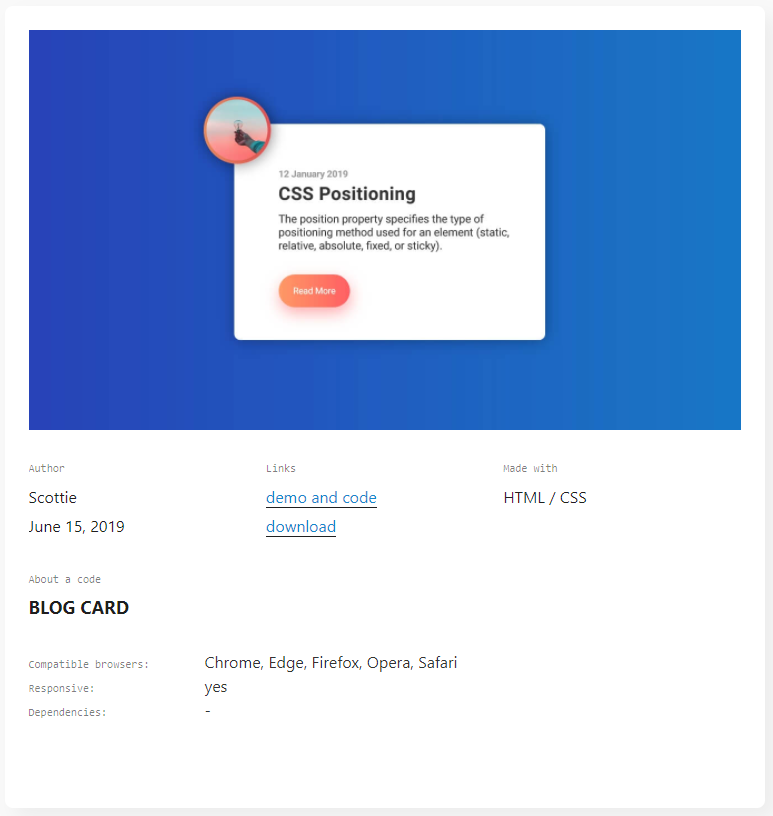 12 January 2019
CSS Positioning
The position property specifies the type of
positioning method used for an element (static,
relative, absolute, fixed, or sticky).
Read More
Author
Scottie
June 15, 2019
Links
demo and code
download
Made with
HTML / CSS
About a code
BLOG CARD
Compatible browsers: Chrome, Edge, Firefox, Opera, Safari
Responsive: yes
Dependencies: -